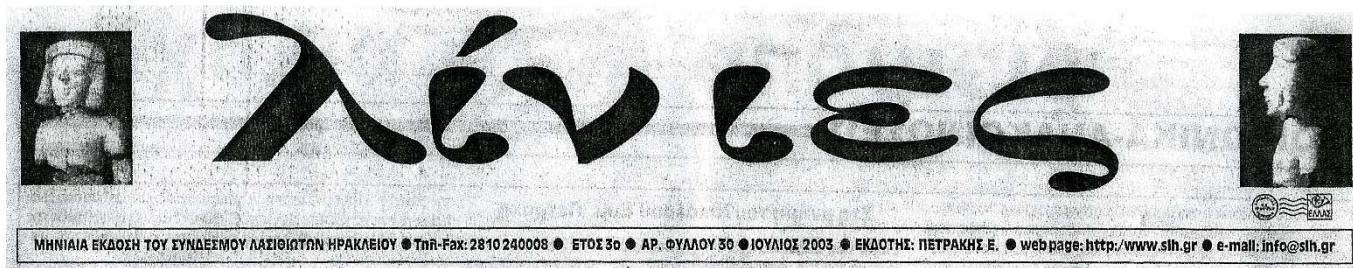 λίνιες
ΕΛΛΑΣ
ΜΗΝΙΑΙΑ ΕΚΔΟΣΗ ΤΟΥ ΣΥΝΔΕΣΜΟΥ ΛΑΣΙΘΙΩΤΩΝ ΗΡΑΚΛΕΙΟΥ ● Τηλ-Fax: 2810 240008 ● ΕΤΟΣ 3ο ● ΑΡ. ΦΥΛΛΟΥ 30 ● ΙΟΥΛΙΟΣ 2003 ● ΕΚΔΟΤΗΣ: ΠΕΤΡΑΚΗΣ Ε. ● web page: http:/www.slh.gr ● e-mail: info@slh.gr